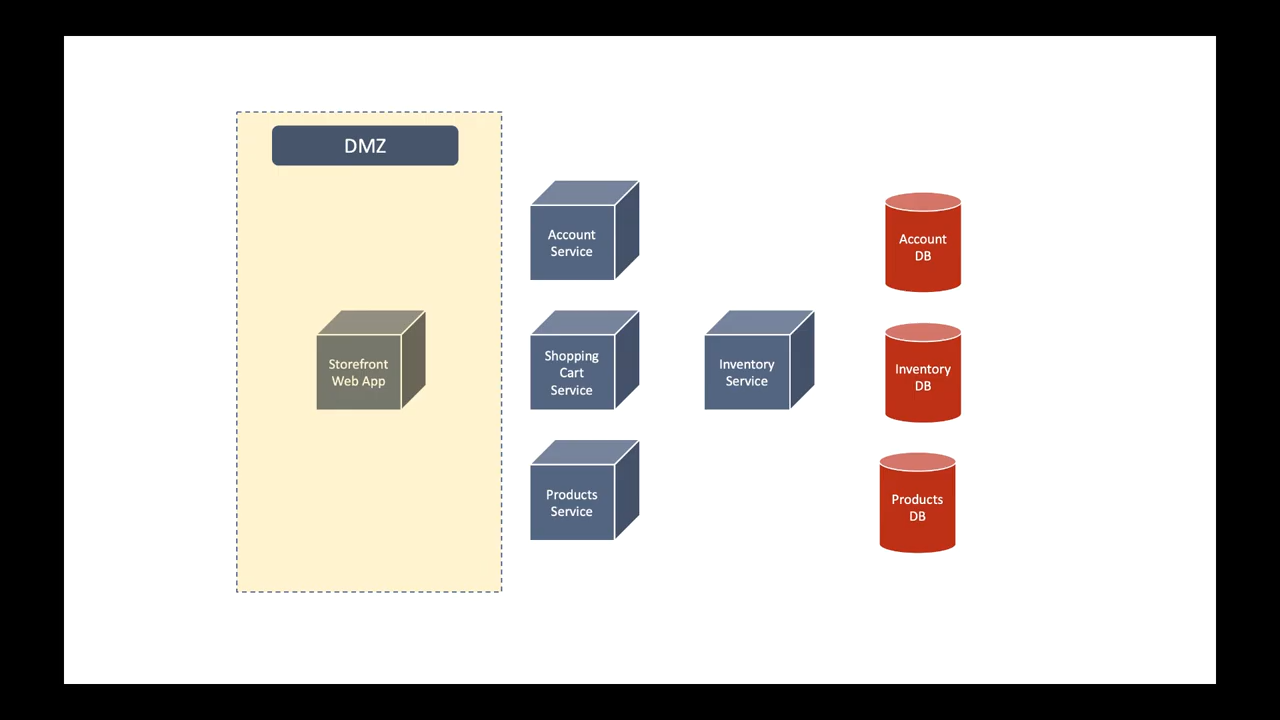 DMZ
Account
Service
Account
DB
Storefront
Web App
Shopping
Cart
Service
Inventory
Service
Inventory
DB
Products
Service
Products
DB